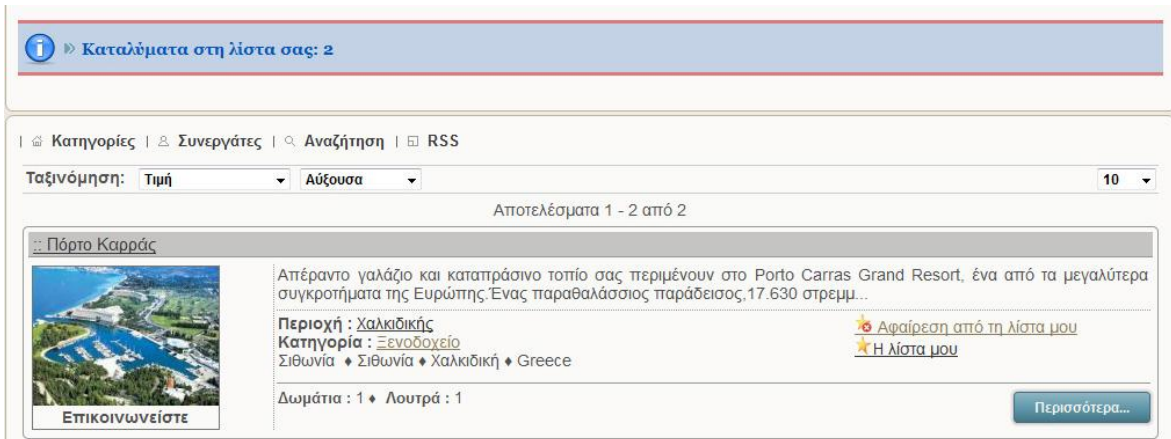 » Καταλύματα στη λίστα σας: 2
| Κατηγορίες | Συνεργάτες | Αναζήτηση | RSS
Ταξινόμηση: Τιμή Αύξουσα 10
Αποτελέσματα 1 - 2 από 2
:: Πόρτο Καρράς
Απέραντο γαλάζιο και καταπράσινο τοπίο σας περιμένουν στο Porto Carras Grand Resort, ένα από τα μεγαλύτερα
συγκροτήματα της Ευρώπης.Ένας παραθαλάσσιος παράδεισος,17.630 στρεμμ...
Περιοχή : Χαλκιδικής
Κατηγορία : Ξενοδοχείο
Σιθωνία ♦ Σιθωνία ♦ Χαλκιδική ♦ Greece
Αφαίρεση από τη λίστα μου
Η λίστα μου
Δωμάτια : 1 ♦ Λουτρά : 1
Επικοινωνείστε
Περισσότερα...